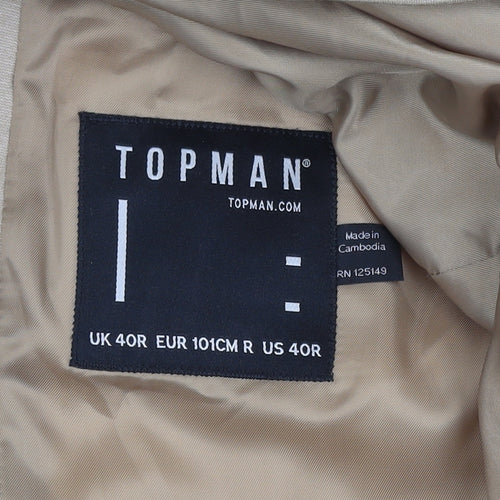 TOPMAN®
TOPMAN.COM
Made in
Cambodia
RN 125149
UK 40R EUR 101CM R US 40R